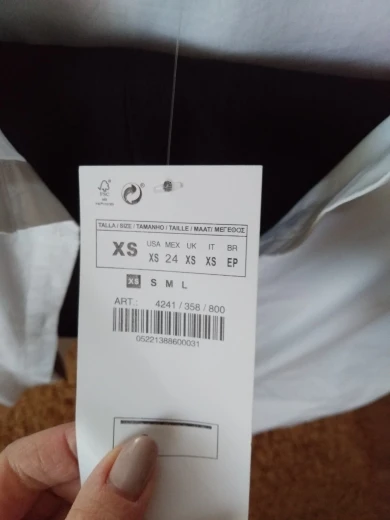 FSC
TALLA / SIZE / TAMANHO / TAILLE / MAAT/ ΜΕΓΕΘΟΣ
XS USA MEX UK IT BR
XS 24 XS XS EP
XS S M L
ART.: 4241 / 358 / 800
05221388600031